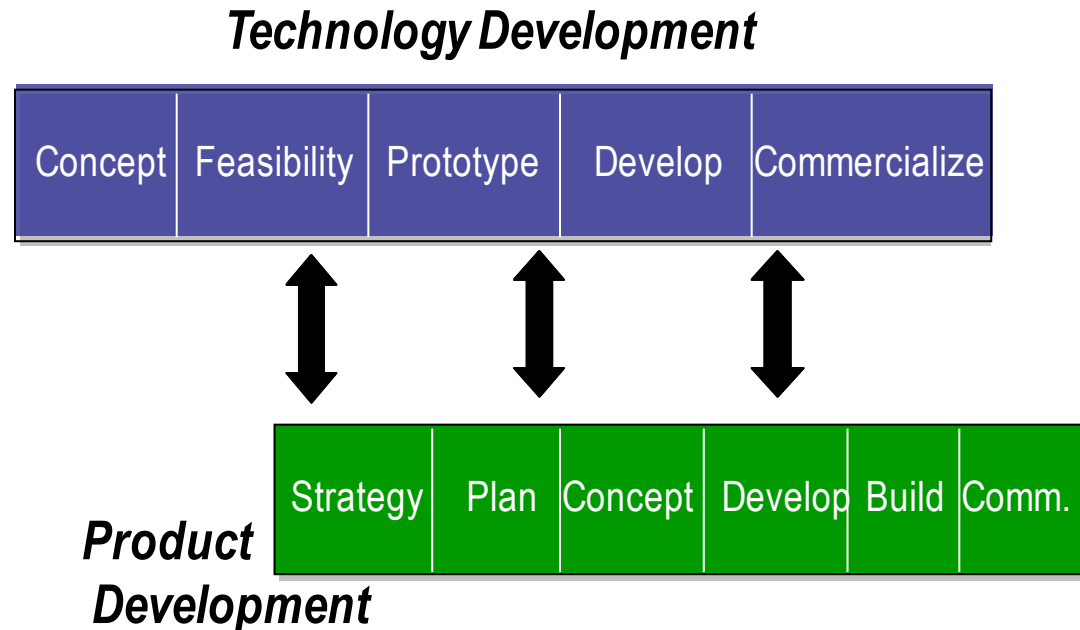 Technology Development
Concept Feasibility Prototype Develop Commercialize
Strategy Plan Concept Develop Build Comm.
Product
Development